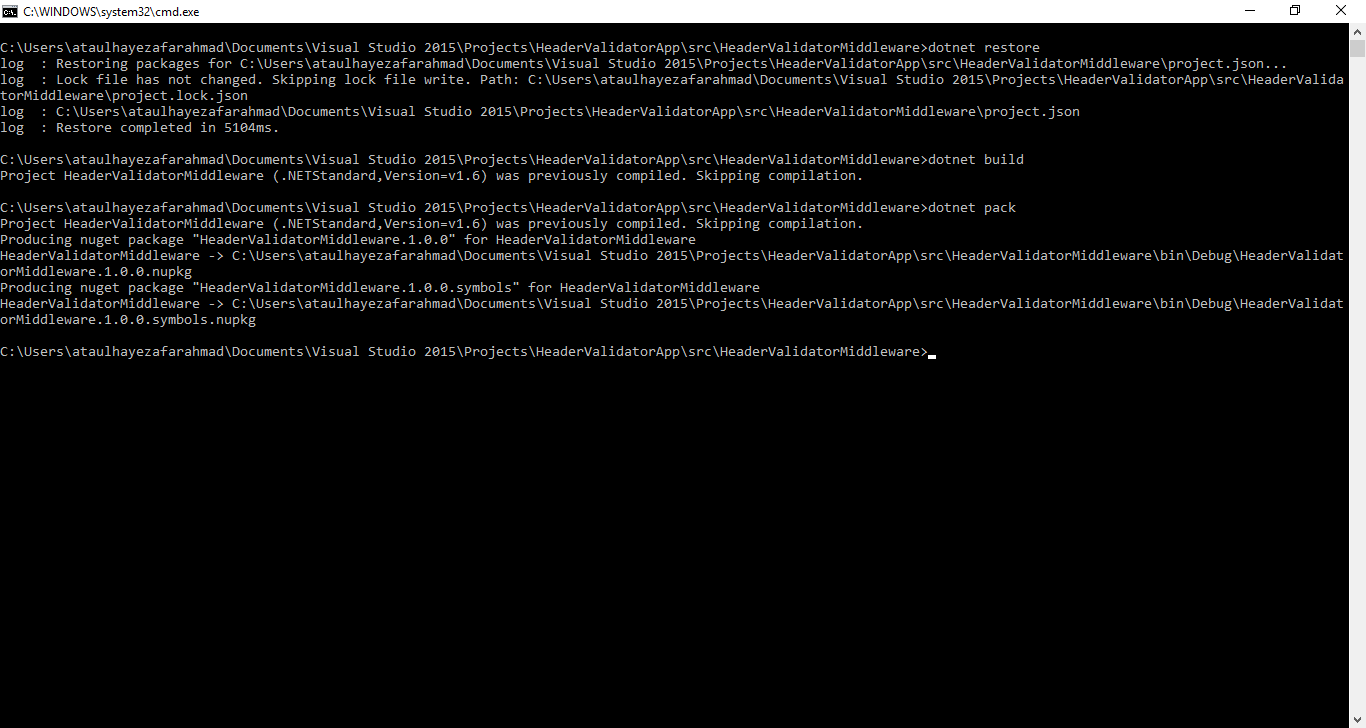 C:\WINDOWS\system32\cmd.exe
C:\Users\ataulhayezafarahmad\Documents\Visual Studio 2015\Projects\HeaderValidatorApp\src\HeaderValidatorMiddleware>dotnet restore
log  : Restoring packages for C:\Users\ataulhayezafarahmad\Documents\Visual Studio 2015\Projects\HeaderValidatorApp\src\HeaderValidatorMiddleware\project.json...
log  : Lock file has not changed. Skipping lock file write. Path: C:\Users\ataulhayezafarahmad\Documents\Visual Studio 2015\Projects\HeaderValidatorApp\src\HeaderValida
torMiddleware\project.lock.json
log  : C:\Users\ataulhayezafarahmad\Documents\Visual Studio 2015\Projects\HeaderValidatorApp\src\HeaderValidatorMiddleware\project.json
log  : Restore completed in 5104ms.
C:\Users\ataulhayezafarahmad\Documents\Visual Studio 2015\Projects\HeaderValidatorApp\src\HeaderValidatorMiddleware>dotnet build
Project HeaderValidatorMiddleware (.NETStandard,Version=v1.6) was previously compiled. Skipping compilation.
C:\Users\ataulhayezafarahmad\Documents\Visual Studio 2015\Projects\HeaderValidatorApp\src\HeaderValidatorMiddleware>dotnet pack
Project HeaderValidatorMiddleware (.NETStandard,Version=v1.6) was previously compiled. Skipping compilation.
Producing nuget package "HeaderValidatorMiddleware.1.0.0" for HeaderValidatorMiddleware
HeaderValidatorMiddleware -> C:\Users\ataulhayezafarahmad\Documents\Visual Studio 2015\Projects\HeaderValidatorApp\src\HeaderValidatorMiddleware\bin\Debug\HeaderValidat
orMiddleware.1.0.0.nupkg
Producing nuget package "HeaderValidatorMiddleware.1.0.0.symbols" for HeaderValidatorMiddleware
HeaderValidatorMiddleware -> C:\Users\ataulhayezafarahmad\Documents\Visual Studio 2015\Projects\HeaderValidatorApp\src\HeaderValidatorMiddleware\bin\Debug\HeaderValidat
orMiddleware.1.0.0.symbols.nupkg
C:\Users\ataulhayezafarahmad\Documents\Visual Studio 2015\Projects\HeaderValidatorApp\src\HeaderValidatorMiddleware>